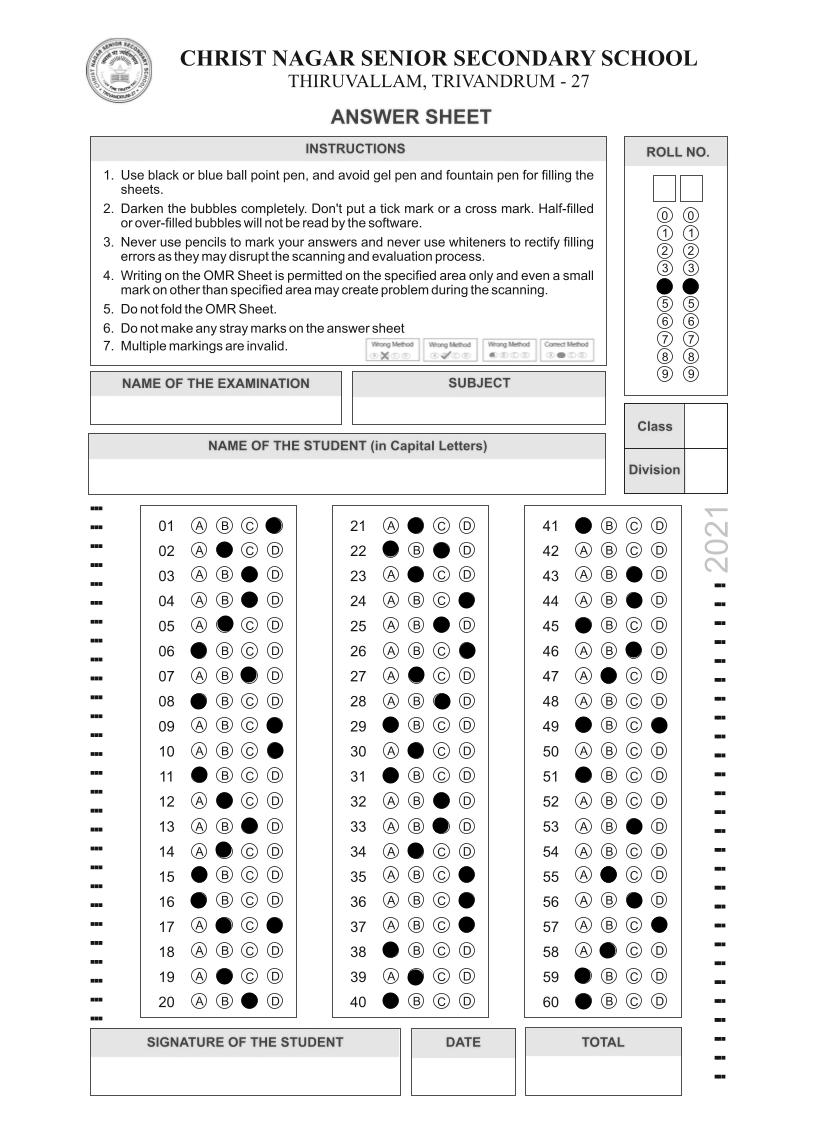 CHRIST NAGAR SENIOR SECONDARY SCHOOL
THIRUVALLAM, TRIVANDRUM - 27
ANSWER SHEET
INSTRUCTIONS
1. Use black or blue ball point pen, and avoid gel pen and fountain pen for filling the
sheets.
2. Darken the bubbles completely. Don't put a tick mark or a cross mark. Half-filled
or over-filled bubbles will not be read by the software.
3. Never use pencils to mark your answers and never use whiteners to rectify filling
errors as they may disrupt the scanning and evaluation process.
4. Writing on the OMR Sheet is permitted on the specified area only and even a small
mark on other than specified area may create problem during the scanning.
5. Do not fold the OMR Sheet.
6. Do not make any stray marks on the answer sheet
7. Multiple markings are invalid.
Wrong Method Wrong Method Wrong Method Correct Method
ROLL NO.
0 0
1 1
2 2
3 3
5 5
6 6
7 7
8 8
9 9
NAME OF THE EXAMINATION
SUBJECT
Class
NAME OF THE STUDENT (in Capital Letters)
Division
2021
01 A B C
02 A C D
03 A B D
04 A B D
05 A C D
06 B C D
07 A B D
08 B C D
09 A B C
10 A B C
11 B C D
12 A C D
13 A B D
14 A C D
15 B C D
16 B C D
17 A C
18 A B C D
19 A C D
20 A B D
21 A C D
22 B D
23 A C D
24 A B C
25 A B D
26 A B C
27 A C D
28 A B D
29 B C D
30 A C D
31 B C D
32 A B D
33 A B D
34 A C D
35 A B C
36 A B C
37 A B C
38 B C D
39 A C D
40 B C D
41 B C D
42 A B C D
43 A B D
44 A B D
45 B C D
46 A B D
47 A C D
48 A B C D
49 B C
50 A B C D
51 B C D
52 A B C D
53 A B D
54 A B C D
55 A C D
56 A B D
57 A B C
58 A C D
59 B C D
60 B C D
SIGNATURE OF THE STUDENT
DATE
TOTAL